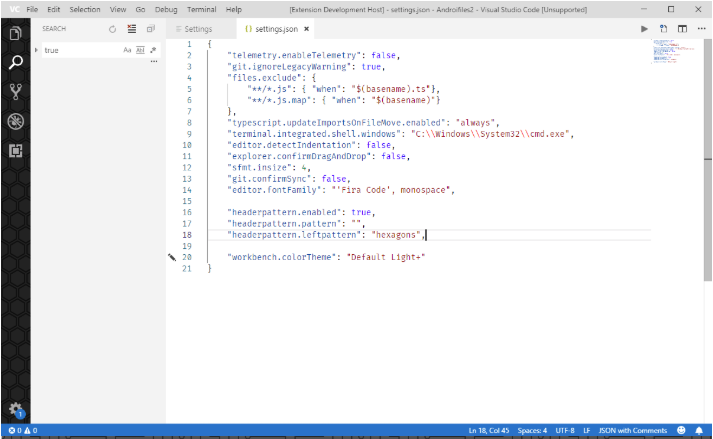 VC File Edit Selection View Go Debug Terminal Help [Extension Development Host] - settings.json - Androifiles2 - Visual Studio Code [Unsupported]
SEARCH
Settings
settings.json
true
Aa Abl .*
1 {
2 "telemetry.enableTelemetry": false,
3 "git.ignoreLegacyWarning": true,
4 "files.exclude": {
5 "**/*.js": { "when": "$(basename).ts"},
6 "**/*.js.map": { "when": "$(basename)"}
7 },
8 "typescript.updateImportsOnFileMove.enabled": "always",
9 "terminal.integrated.shell.windows": "C:\\Windows\\System32\\cmd.exe",
10 "editor.detectIndentation": false,
11 "explorer.confirmDragAndDrop": false,
12 "sfmt.insize": 4,
13 "git.confirmSync": false,
14 "editor.fontFamily": "'Fira Code', monospace",
15
16 "headerpattern.enabled": true,
17 "headerpattern.pattern": "",
18 "headerpattern.leftpattern": "hexagons",
19
20 "workbench.colorTheme": "Default Light+"
21 }
1
0 0 Ln 18, Col 45 Spaces: 4 UTF-8 LF JSON with Comments